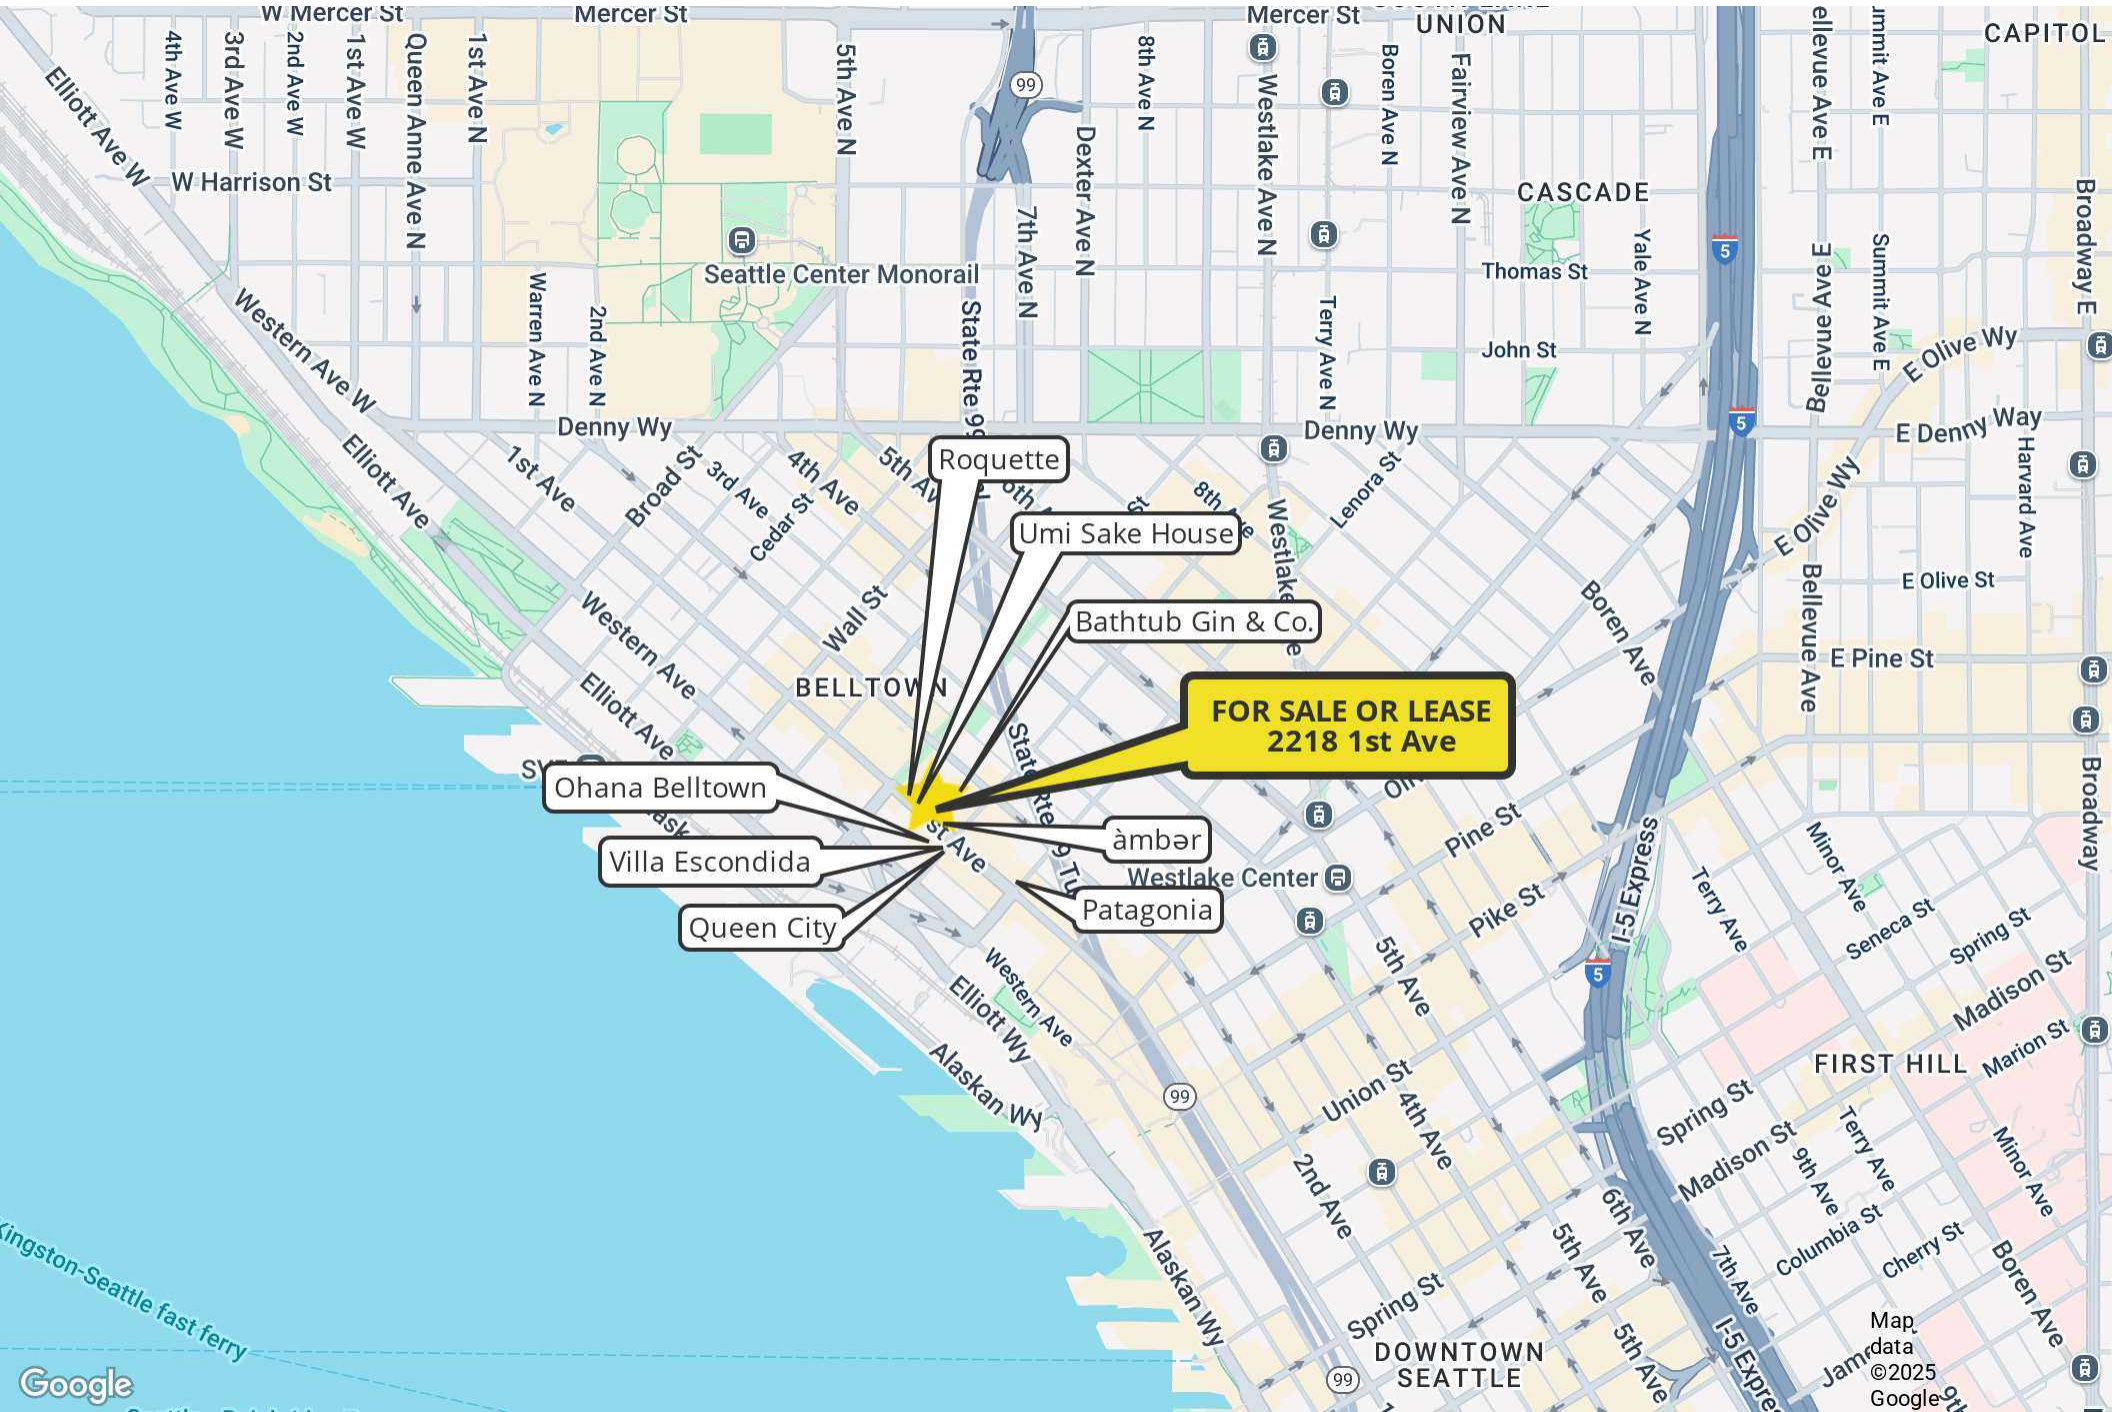 W Mercer St
Mercer St
Mercer St
UNION
CAPITOL
4th Ave W
3rd Ave W
2nd Ave W
1st Ave W
Queen Anne Ave N
1st Ave N
5th Ave N
99
8th Ave N
Westlake Ave N
Boren Ave N
Fairview Ave N
Summit Ave E
Elliott Ave W
W Harrison St
Dexter Ave N
CASCADE
Broadway E
7th Ave N
Seattle Center Monorail
Thomas St
Yale Ave N
5
Summit Ave E
Western Ave W
Warren Ave N
2nd Ave N
State Rte 99
Terry Ave N
John St
E Olive Wy
Denny Wy
Denny Wy
5
E Denny Way
Elliott Ave
1st Ave
Broad St
3rd Ave
Cedar St
4th Ave
Roquette
8th Ave
Lenora St
Harvard Ave
E Olive Wy
Umi Sake House
Westlake
Western Ave
Wall St
Boren Ave
Bellevue Ave
E Olive St
Bathtub Gin & Co.
E Pine St
BELLTOWN
Elliott Ave
FOR SALE OR LEASE
2218 1st Ave
Ohana Belltown
Pine St
Broadway
àmbər
Villa Escondida
Westlake Center
I-5 Express
Minor Ave
Terry Ave
Pike St
Patagonia
Queen City
Seneca St
Spring St
5
5th Ave
Madison St
Western Ave
Elliott Wy
Marion St
Alaskan Wy
99
Union St
4th Ave
FIRST HILL
Spring St
Madison St
Terry Ave
9th Ave
Minor Ave
2nd Ave
6th Ave
Columbia St
Cherry St
Kingston-Seattle fast ferry
Alaskan Wy
5th Ave
7th Ave
Boren Ave
Spring St
DOWNTOWN
SEATTLE
99
5th Ave
Map
data
©2025
Google
Google